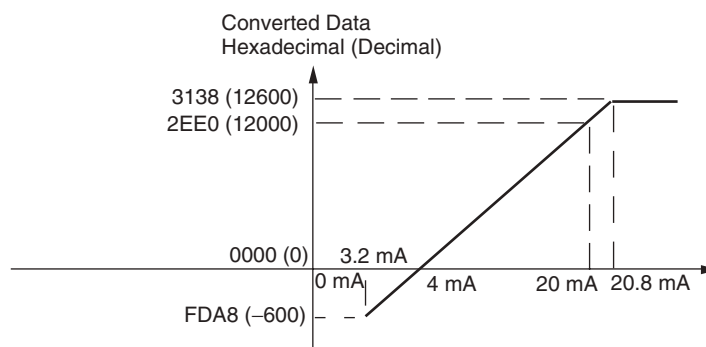 Converted Data
Hexadecimal (Decimal)
3138 (12600)
2EE0 (12000)
0000 (0)
3.2 mA
0 mA
4 mA
20 mA
20.8 mA
FDA8 (−600)